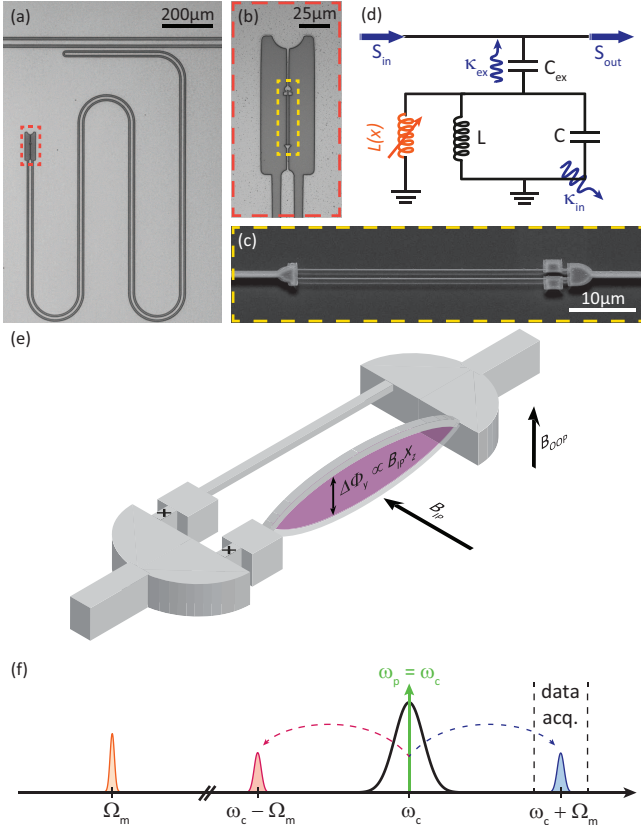 (a)
200μm
(b)
25μm
(d)
S_in
κ_ex
C_ex
S_out
L(x)
L
C
κ_in
(c)
10μm
(e)
ΔΦ_y ∝ B_IP x_z
B_OOP
B_IP
(f)
ω_p = ω_c
data
acq.
Ω_m
ω_c − Ω_m
ω_c
ω_c + Ω_m